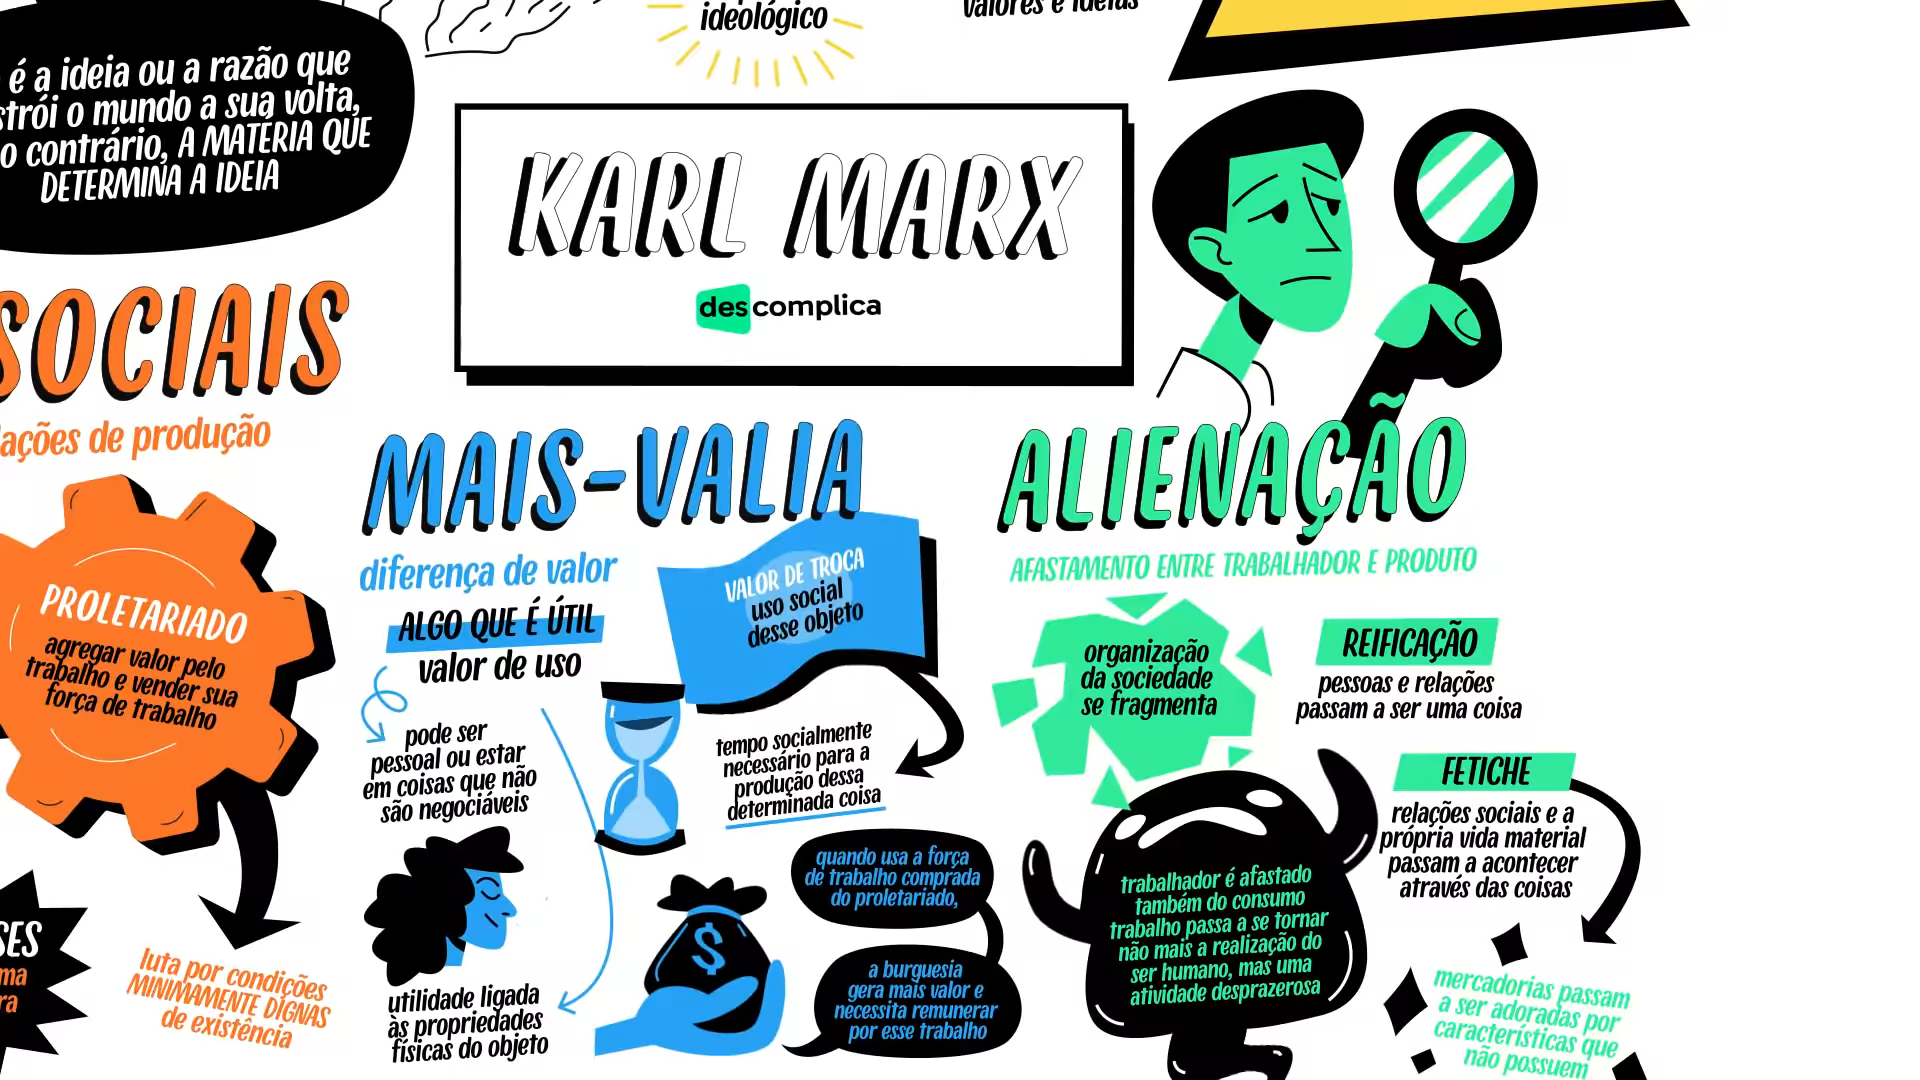 ideológico
valores e ideias
é a ideia ou a razão que
strói o mundo a sua volta,
o contrário, A MATÉRIA QUE
DETERMINA A IDEIA
KARL MARX
descomplica
SOCIAIS
ações de produção
PROLETARIADO
agregar valor pelo
trabalho e vender sua
força de trabalho
SES
ma
ra
luta por condições
MINIMAMENTE DIGNAS
de existência
MAIS-VALIA
diferença de valor
ALGO QUE É ÚTIL
valor de uso
pode ser
pessoal ou estar
em coisas que não
são negociáveis
utilidade ligada
às propriedades
físicas do objeto
VALOR DE TROCA
uso social
desse objeto
tempo socialmente
necessário para a
produção dessa
determinada coisa
quando usa a força
de trabalho comprada
do proletariado,
a burguesia
gera mais valor e
necessita remunerar
por esse trabalho
ALIENAÇÃO
AFASTAMENTO ENTRE TRABALHADOR E PRODUTO
organização
da sociedade
se fragmenta
REIFICAÇÃO
pessoas e relações
passam a ser uma coisa
FETICHE
relações sociais e a
própria vida material
passam a acontecer
através das coisas
trabalhador é afastado
também do consumo
trabalho passa a se tornar
não mais a realização do
ser humano, mas uma
atividade desprazerosa
mercadorias passam
a ser adoradas por
características que
não possuem